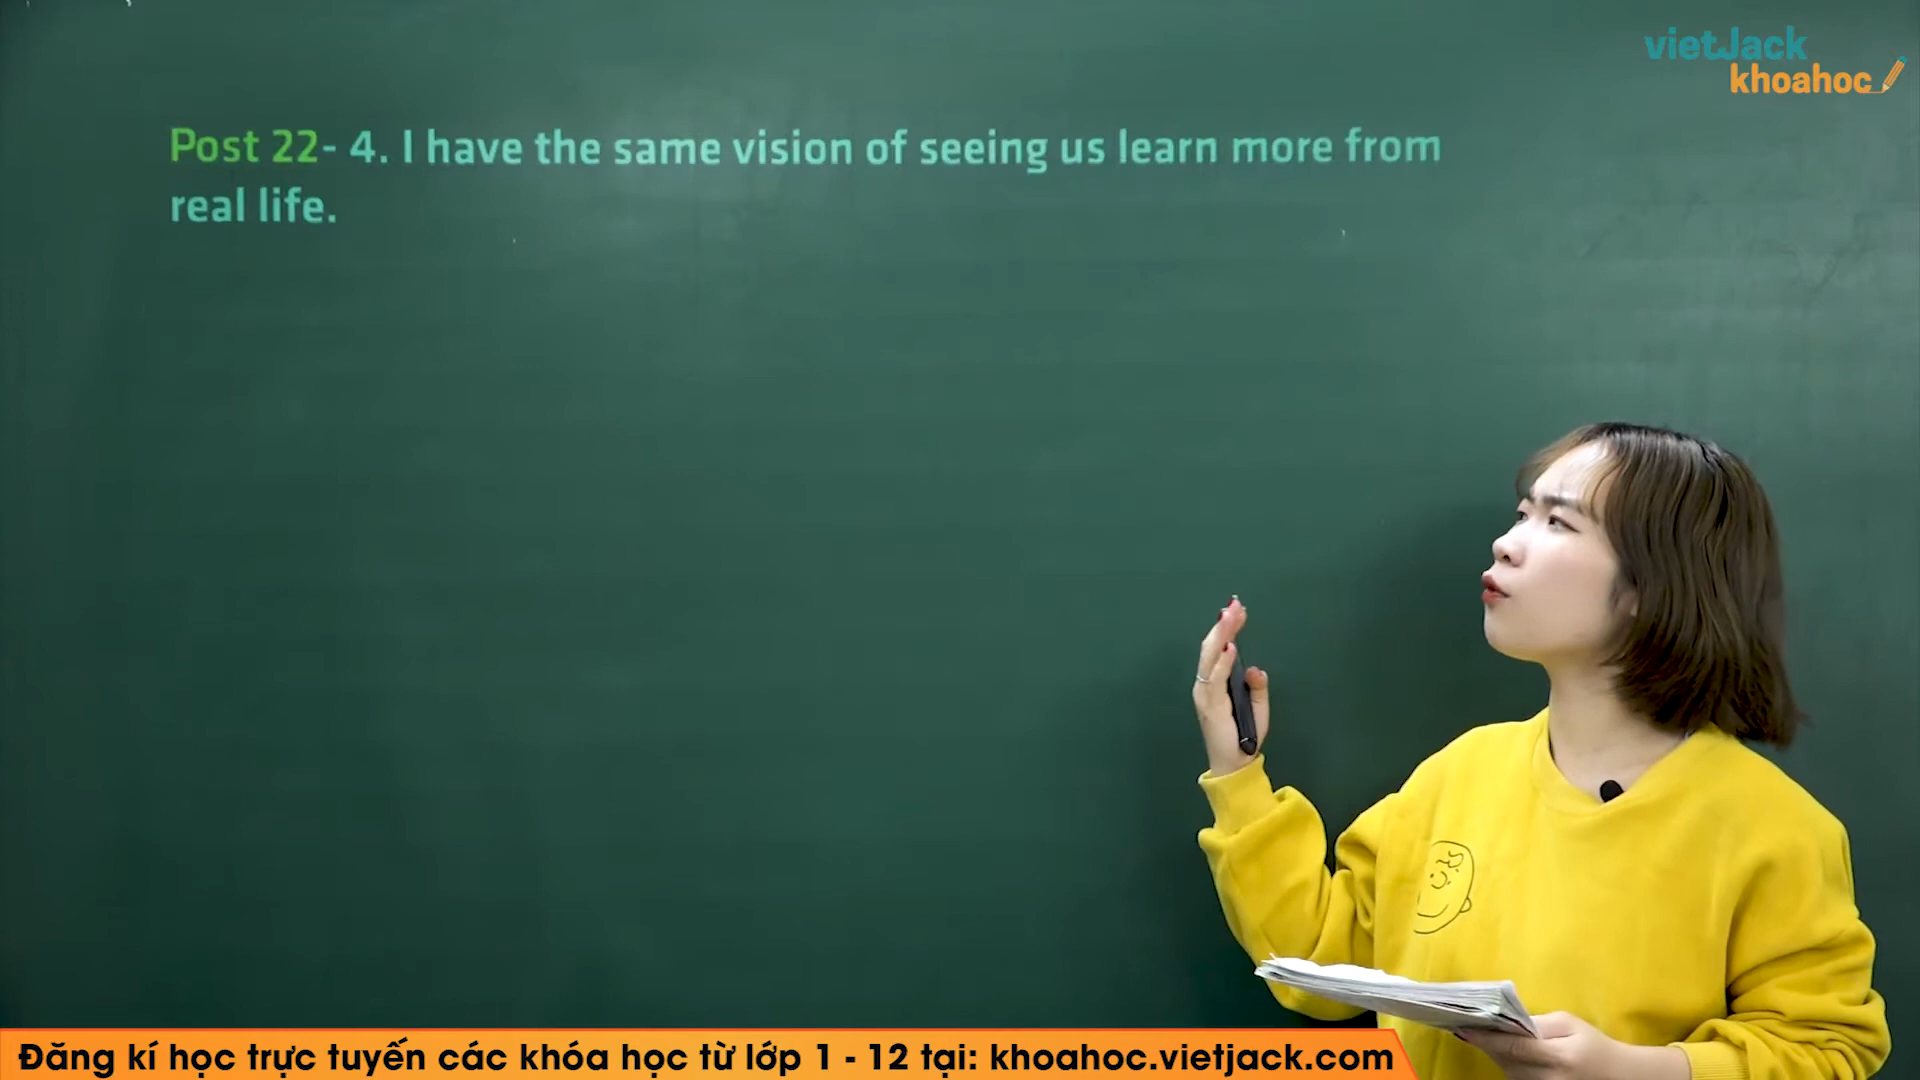 vietJack
khoahoc
Post 22- 4. I have the same vision of seeing us learn more from
real life.
Đăng kí học trực tuyến các khóa học từ lớp 1 - 12 tại: khoahoc.vietjack.com